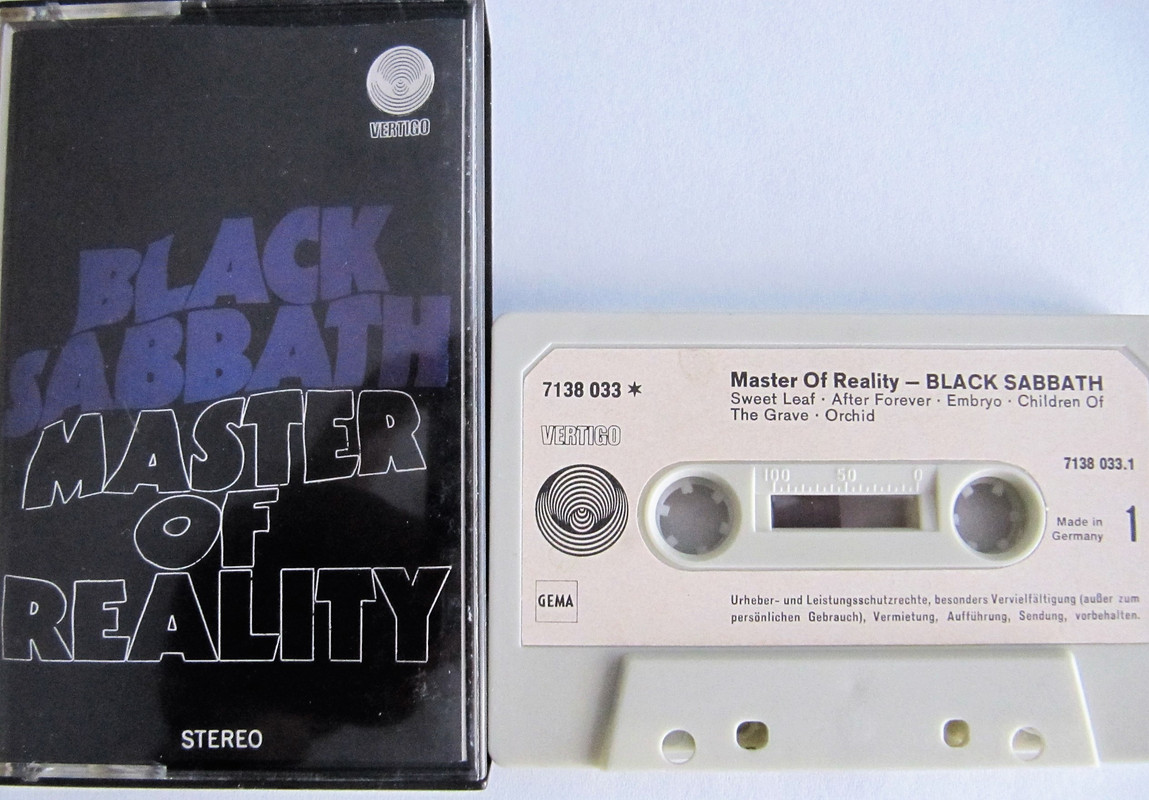 VERTIGO
BLACK
SABBATH
MASTER
OF
REALITY
STEREO
7138 033 ✶
Master Of Reality – BLACK SABBATH
Sweet Leaf · After Forever · Embryo · Children Of
The Grave · Orchid
VERTIGO
7138 033.1
100 50 0
Made in
Germany
1
GEMA
Urheber- und Leistungsschutzrechte, besonders Vervielfältigung (außer zum
persönlichen Gebrauch), Vermietung, Aufführung, Sendung, vorbehalten.